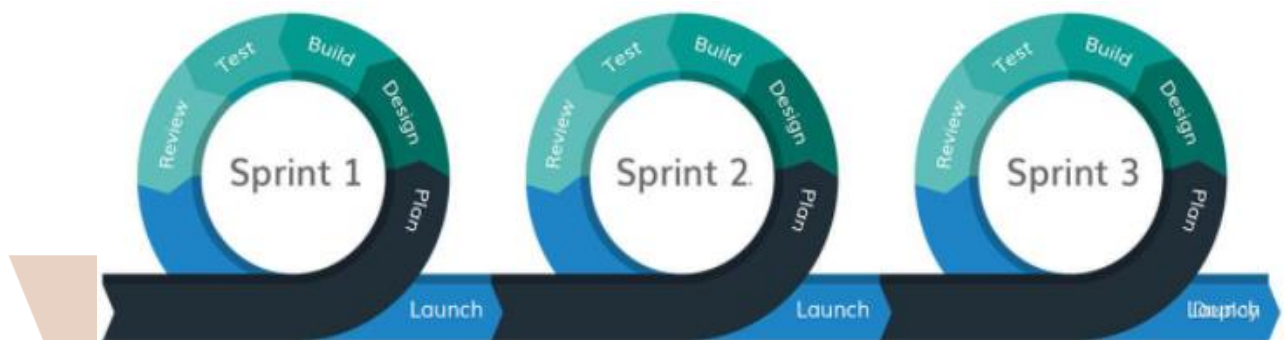 Test Build
Review Design
Sprint 1
Plan
Launch
Test Build
Review Design
Sprint 2.
Plan
Launch
Test Build
Review Design
Sprint 3
Plan